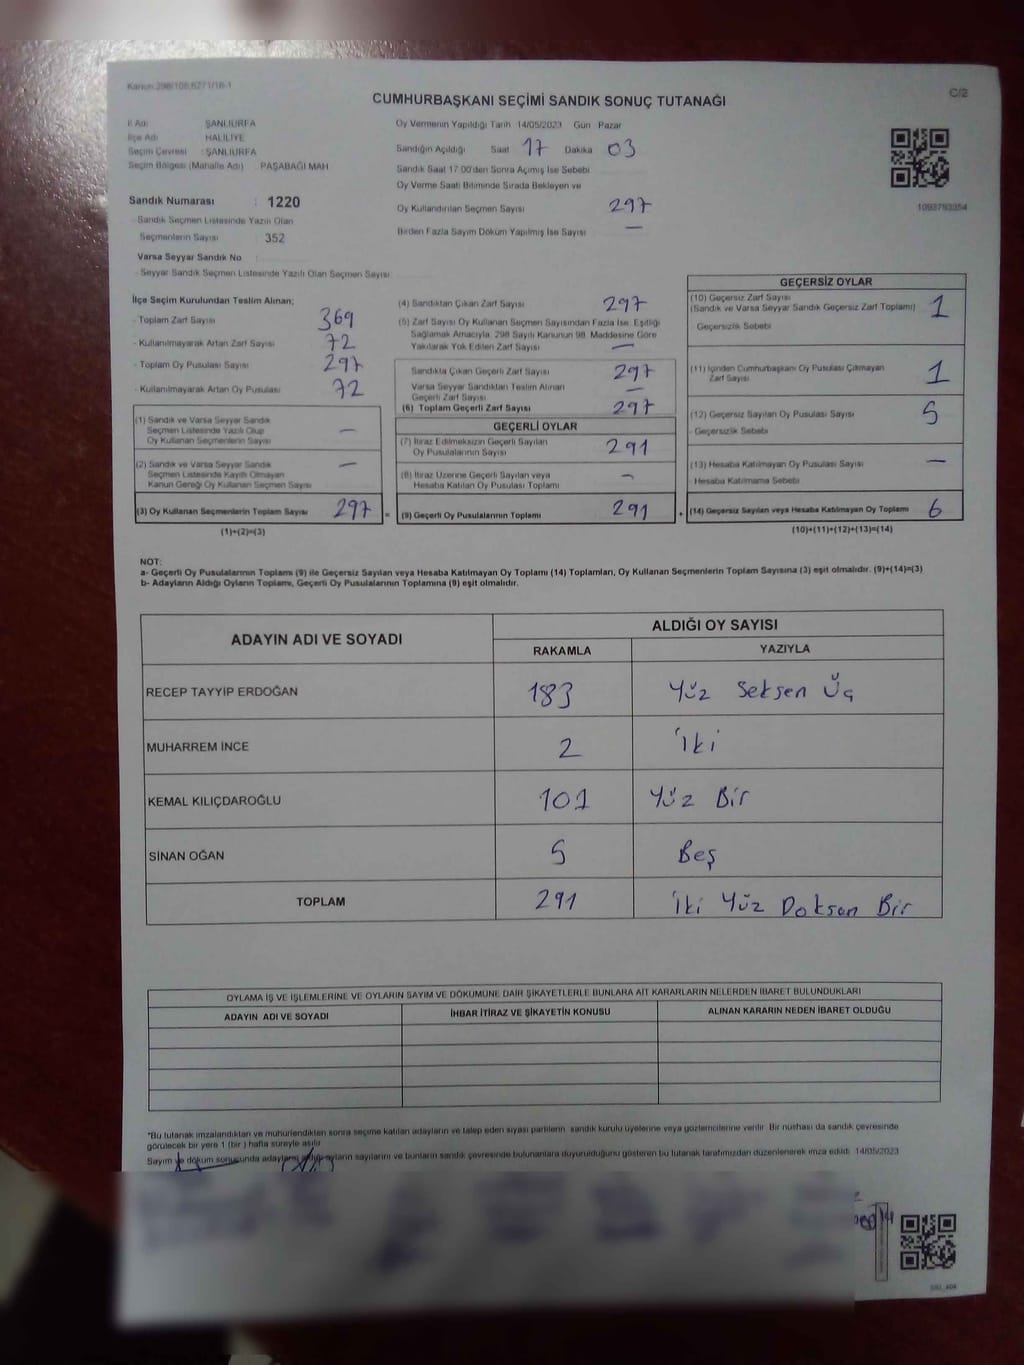 Kanun:298/105,6271/16-1
C/2
CUMHURBAŞKANI SEÇİMİ SANDIK SONUÇ TUTANAĞI
İl Adı : ŞANLIURFA
İlçe Adı : HALİLİYE
Seçim Çevresi : ŞANLIURFA
Seçim Bölgesi (Mahalle Adı) : PAŞABAĞI MAH
Sandık Numarası : 1220
- Sandık Seçmen Listesinde Yazılı Olan
Seçmenlerin Sayısı : 352
Varsa Seyyar Sandık No :
- Seyyar Sandık Seçmen Listesinde Yazılı Olan Seçmen Sayısı
Oy Vermenin Yapıldığı Tarih 14/05/2023 Gün Pazar
Sandığın Açıldığı Saat 17 Dakika 03
Sandık Saat 17:00'den Sonra Açımış İse Sebebi
Oy Verme Saati Bitiminde Sırada Bekleyen ve
Oy Kullandırılan Seçmen Sayısı 297
Birden Fazla Sayım Döküm Yapılmış İse Sayısı —
1093793354
İlçe Seçim Kurulundan Teslim Alınan;
- Toplam Zarf Sayısı 369
- Kullanılmayarak Artan Zarf Sayısı 72
- Toplam Oy Pusulası Sayısı 297
- Kullanılmayarak Artan Oy Pusulası 72
(1) Sandık ve Varsa Seyyar Sandık
Seçmen Listesinde Yazılı Olup
Oy Kullanan Seçmenlerin Sayısı —
(2) Sandık ve Varsa Seyyar Sandık
Seçmen Listesinde Kayıtlı Olmayan
Kanun Gereği Oy Kullanan Seçmen Sayısı —
(3) Oy Kullanan Seçmenlerin Toplam Sayısı 297 =
(1)+(2)=(3)
(4) Sandıktan Çıkan Zarf Sayısı 297
(5) Zarf Sayısı Oy Kullanan Seçmen Sayısından Fazla İse, Eşitliği
Sağlamak Amacıyla, 298 Sayılı Kanunun 98. Maddesine Göre
Yakılarak Yok Edilen Zarf Sayısı —
Sandıkta Çıkan Geçerli Zarf Sayısı 297
Varsa Seyyar Sandıktan Teslim Alınan
Geçerli Zarf Sayısı —
(6) Toplam Geçerli Zarf Sayısı 297
GEÇERLİ OYLAR
(7) İtiraz Edilmeksizin Geçerli Sayılan
Oy Pusulalarının Sayısı 291
(8) İtiraz Üzerine Geçerli Sayılan veya
Hesaba Katılan Oy Pusulası Toplamı —
(9) Geçerli Oy Pusulalarının Toplamı 291 +
GEÇERSİZ OYLAR
(10) Geçersiz Zarf Sayısı
(Sandık ve Varsa Seyyar Sandık Geçersiz Zarf Toplamı) 1
- Geçersizlik Sebebi
(11) İçinden Cumhurbaşkanı Oy Pusulası Çıkmayan
Zarf Sayısı 1
(12) Geçersiz Sayılan Oy Pusulası Sayısı 5
- Geçersizlik Sebebi
(13) Hesaba Katılmayan Oy Pusulası Sayısı —
Hesaba Katılmama Sebebi
(14) Geçersiz Sayılan veya Hesaba Katılmayan Oy Toplamı 6
(10)+(11)+(12)+(13)=(14)
NOT:
a- Geçerli Oy Pusulalarının Toplamı (9) ile Geçersiz Sayılan veya Hesaba Katılmayan Oy Toplamı (14) Toplamları, Oy Kullanan Seçmenlerin Toplam Sayısına (3) eşit olmalıdır. (9)+(14)=(3)
b- Adayların Aldığı Oyların Toplamı, Geçerli Oy Pusulalarının Toplamına (9) eşit olmalıdır.
ADAYIN ADI VE SOYADI
ALDIĞI OY SAYISI
RAKAMLA YAZIYLA
RECEP TAYYİP ERDOĞAN 183 Yüz Seksen Üç
MUHARREM İNCE 2 İki
KEMAL KILIÇDAROĞLU 101 Yüz Bir
SİNAN OĞAN 5 Beş
TOPLAM 291 İki Yüz Doksan Bir
OYLAMA İŞ VE İŞLEMLERİNE VE OYLARIN SAYIM VE DÖKÜMÜNE DAİR ŞİKAYETLERLE BUNLARA AİT KARARLARIN NELERDEN İBARET BULUNDUKLARI
ADAYIN ADI VE SOYADI İHBAR İTİRAZ VE ŞİKAYETİN KONUSU ALINAN KARARIN NEDEN İBARET OLDUĞU
*Bu tutanak imzalandıktan ve mühürlendikten sonra seçime katılan adayların ve talep eden siyasi partilerin sandık kurulu üyelerine veya gözlemcilerine verilir. Bir nüshası da sandık çevresinde
görülecek bir yere 1 (bir) hafta süreyle asılır.
Sayım ve döküm sonucunda adayların aldığı oyların sayılarını ve bunların sandık çevresinde bulunanlara duyurulduğunu gösteren bu tutanak tarafımızdan düzenlenerek imza edildi. 14/05/2023